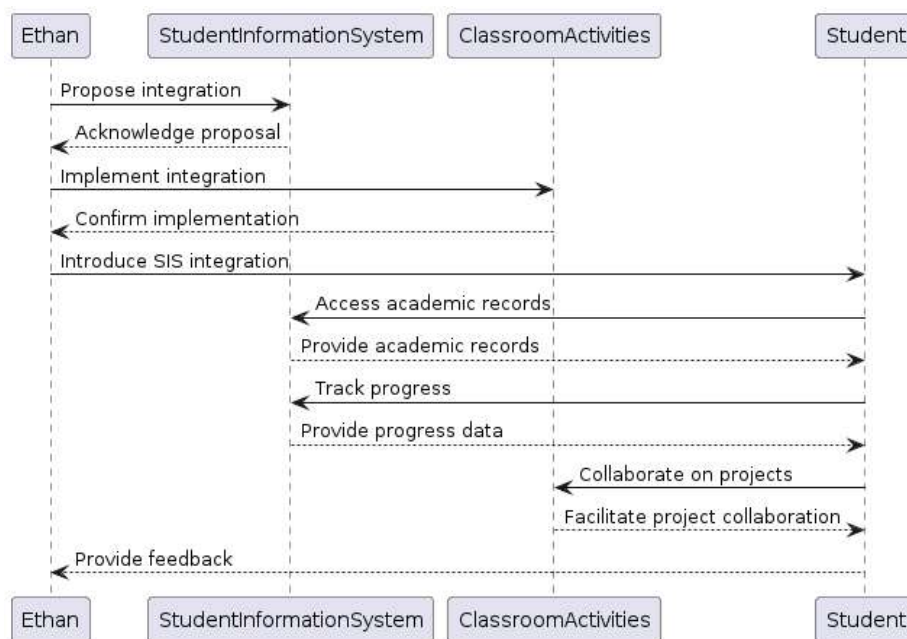 Ethan StudentInformationSystem ClassroomActivities Student
Propose integration
Acknowledge proposal
Implement integration
Confirm implementation
Introduce SIS integration
Access academic records
Provide academic records
Track progress
Provide progress data
Collaborate on projects
Facilitate project collaboration
Provide feedback
Ethan StudentInformationSystem ClassroomActivities Student